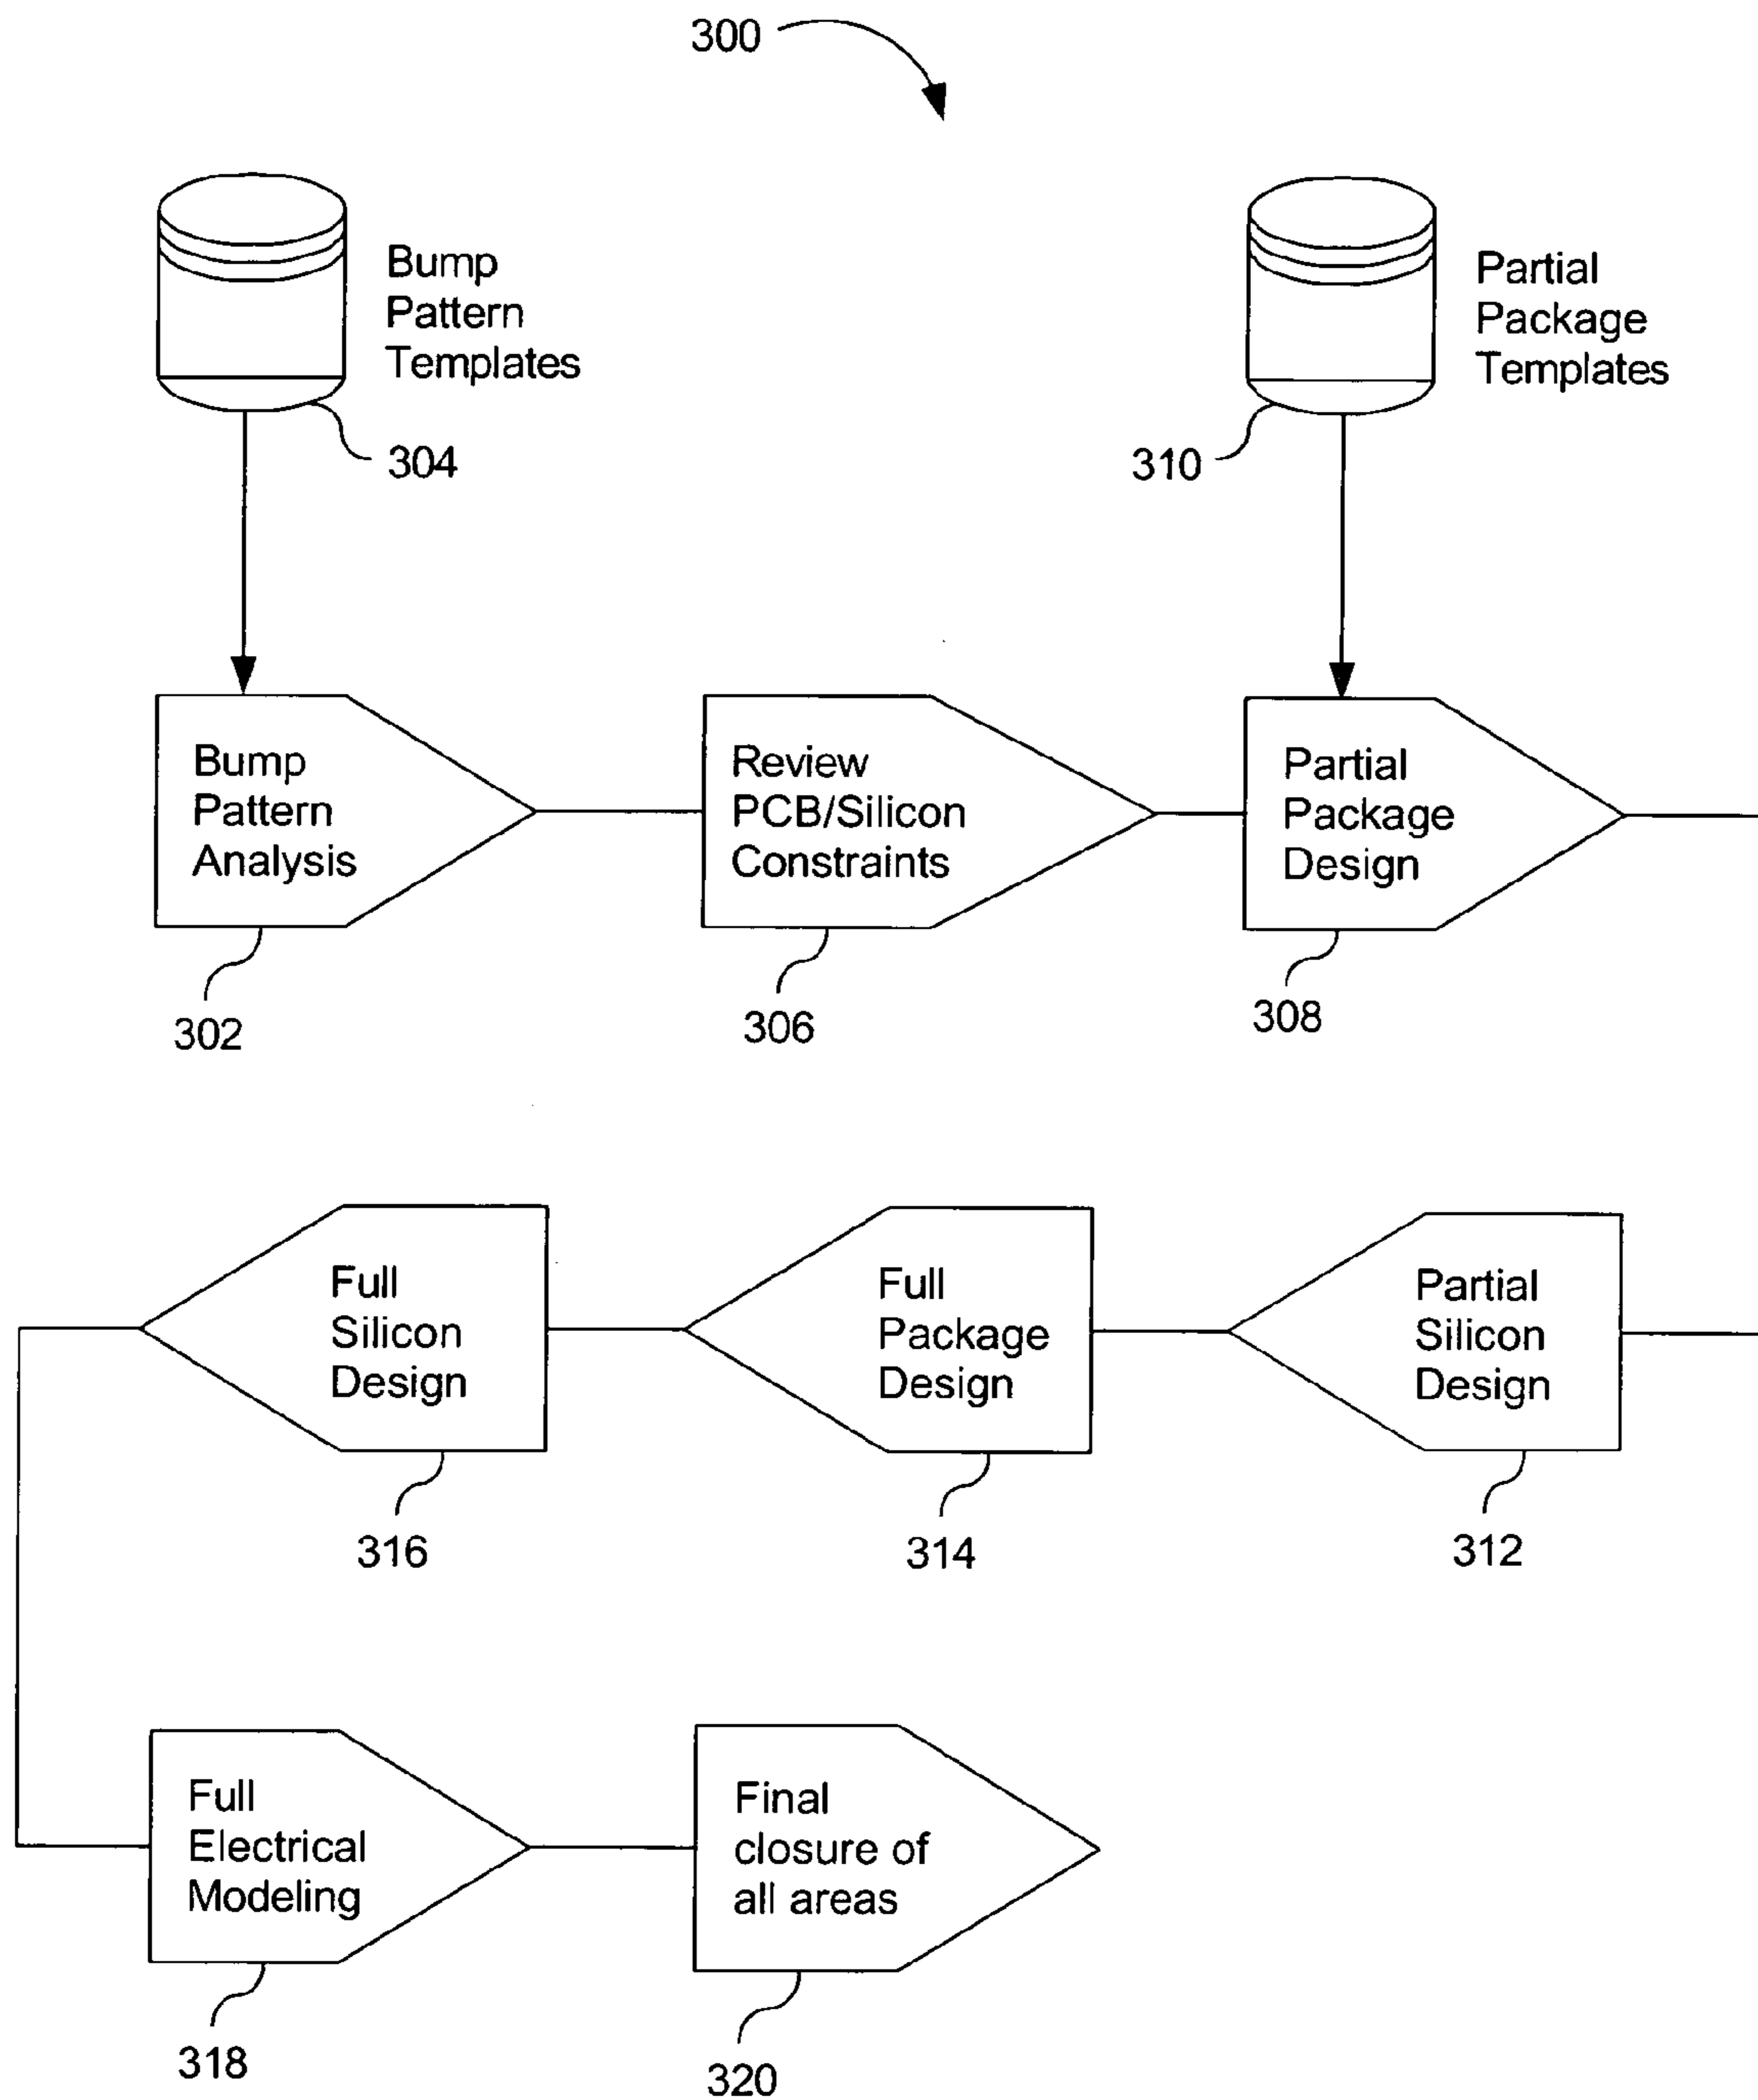 300
Bump
Pattern
Templates
304
Partial
Package
Templates
310
Bump
Pattern
Analysis
302
Review
PCB/Silicon
Constraints
306
Partial
Package
Design
308
Full
Silicon
Design
316
Full
Package
Design
314
Partial
Silicon
Design
312
Full
Electrical
Modeling
318
Final
closure of
all areas
320